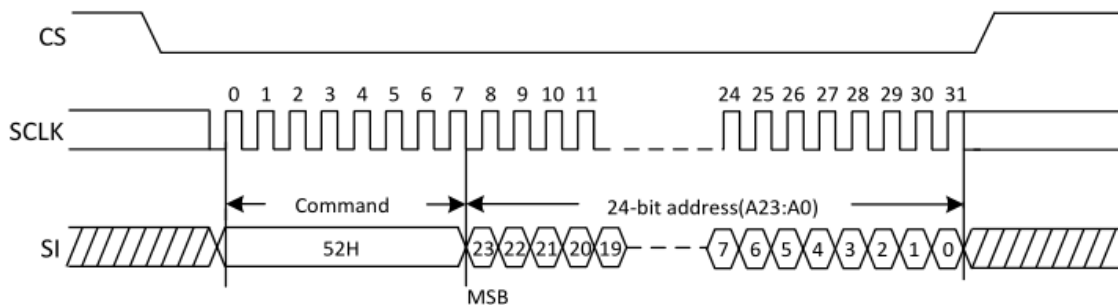 CS
0 1 2 3 4 5 6 7 8 9 10 11 24 25 26 27 28 29 30 31
SCLK
Command 24-bit address(A23:A0)
SI 52H 23 22 21 20 19 7 6 5 4 3 2 1 0
MSB